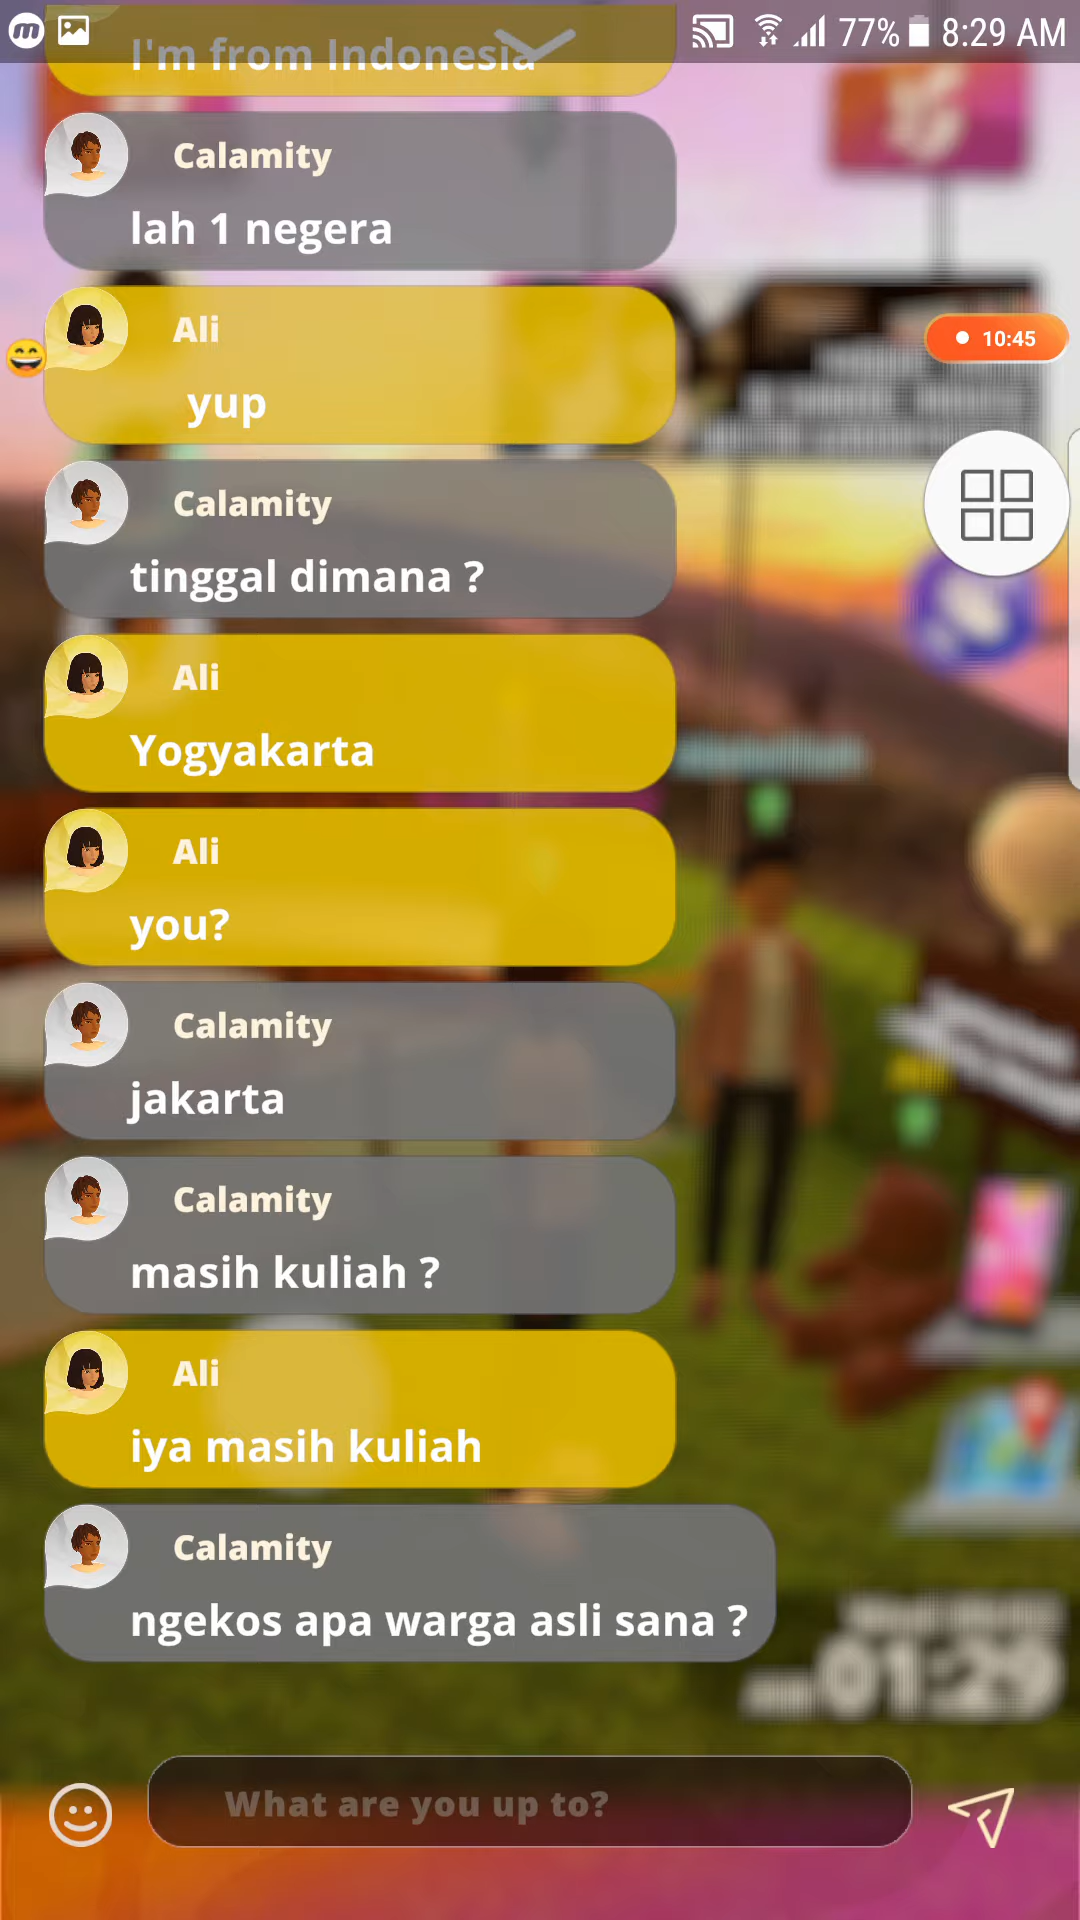 77% 8:29 AM
I'm from Indonesia
Calamity
lah 1 negera
Ali
yup
10:45
Calamity
tinggal dimana ?
Ali
Yogyakarta
Ali
you?
Calamity
jakarta
Calamity
masih kuliah ?
Ali
iya masih kuliah
Calamity
ngekos apa warga asli sana ?
01:29
What are you up to?